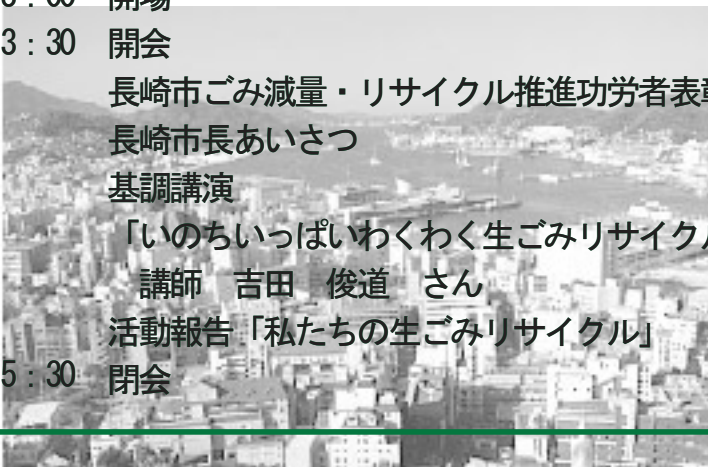 3：30 開会
長崎市ごみ減量・リサイクル推進功労者表
長崎市長あいさつ
基調講演
「いのちいっぱいわくわく生ごみリサイク
講師 吉田 俊道 さん
活動報告「私たちの生ごみリサイクル」
5：30 閉会